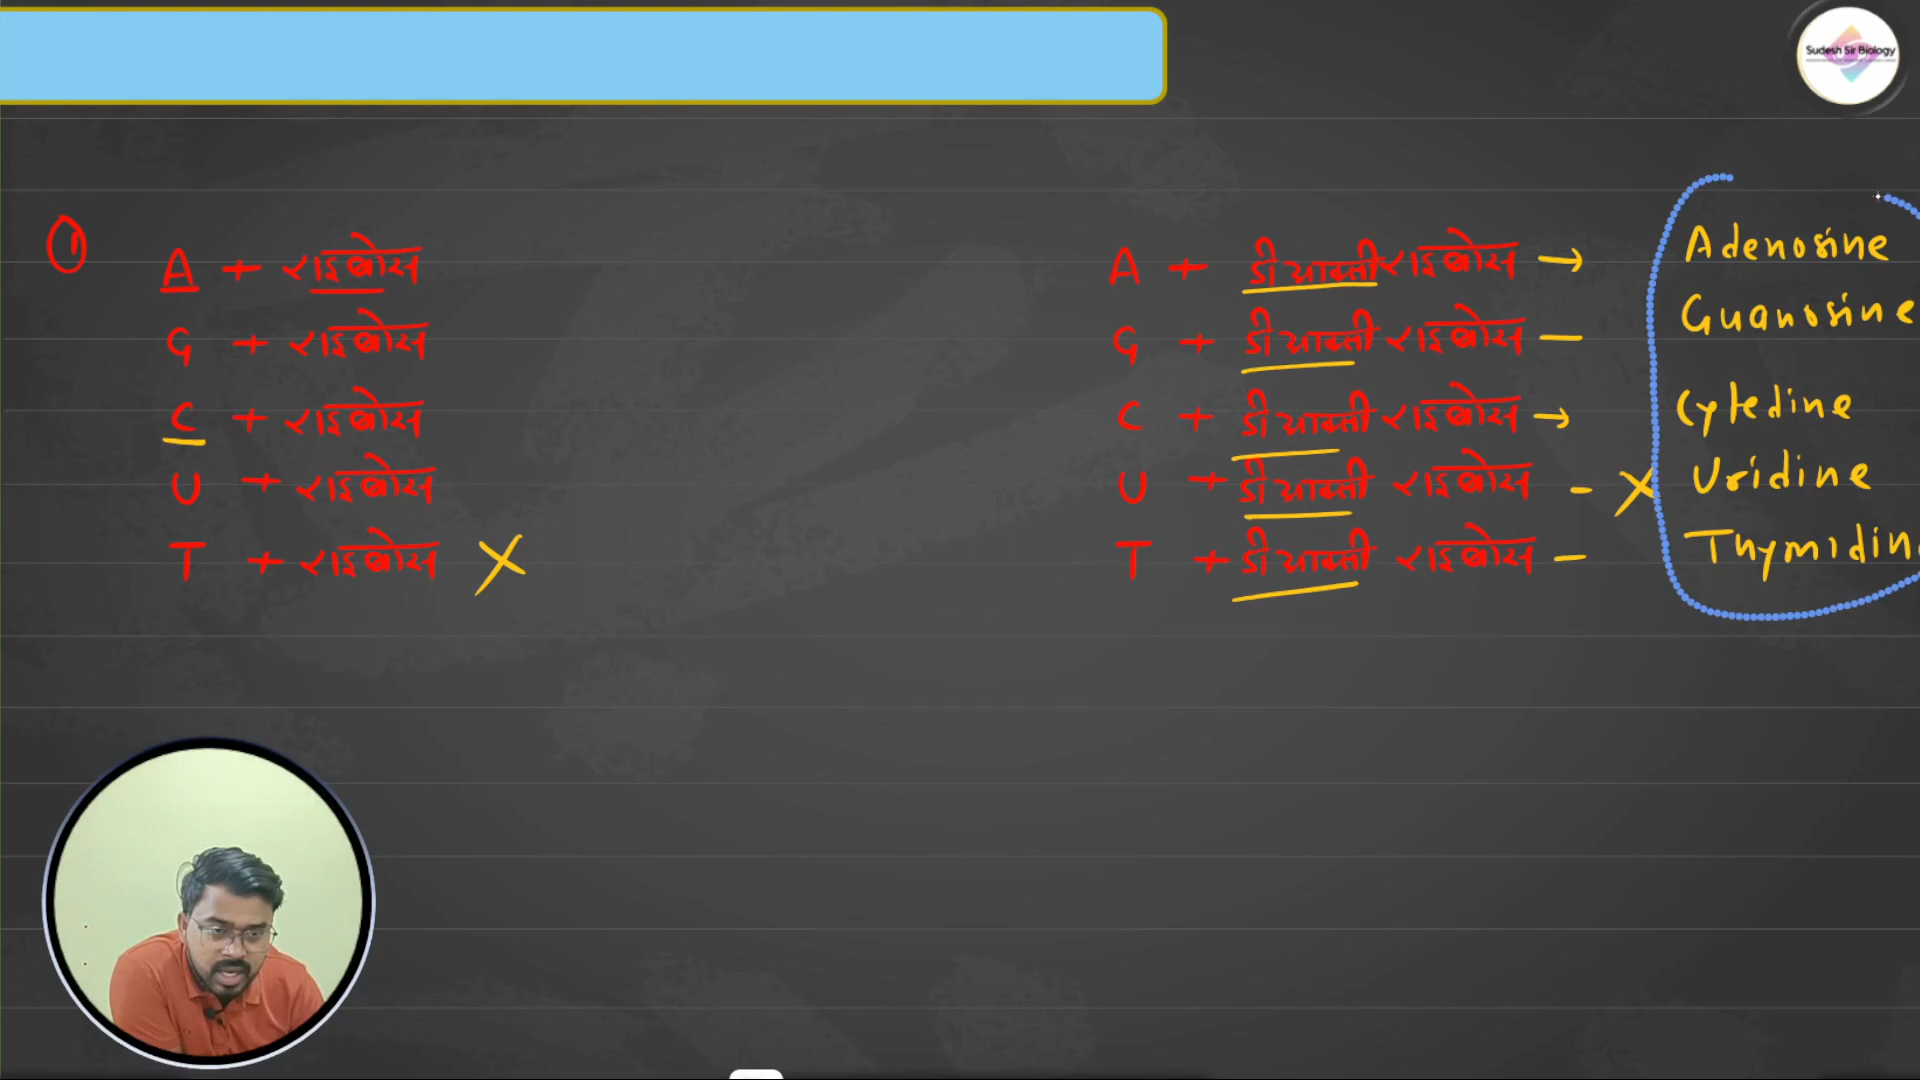 Sudesh Sir Biology
①
A + राइबोस
G + राइबोस
C + राइबोस
U + राइबोस
T + राइबोस X
A + डीआक्सीराइबोस → Adenosine
G + डीआक्सीराइबोस — Guanosine
C + डीआक्सीराइबोस → Cytedine
U + डीआक्सी राइबोस - X Uridine
T + डीआक्सी राइबोस - Thymidin